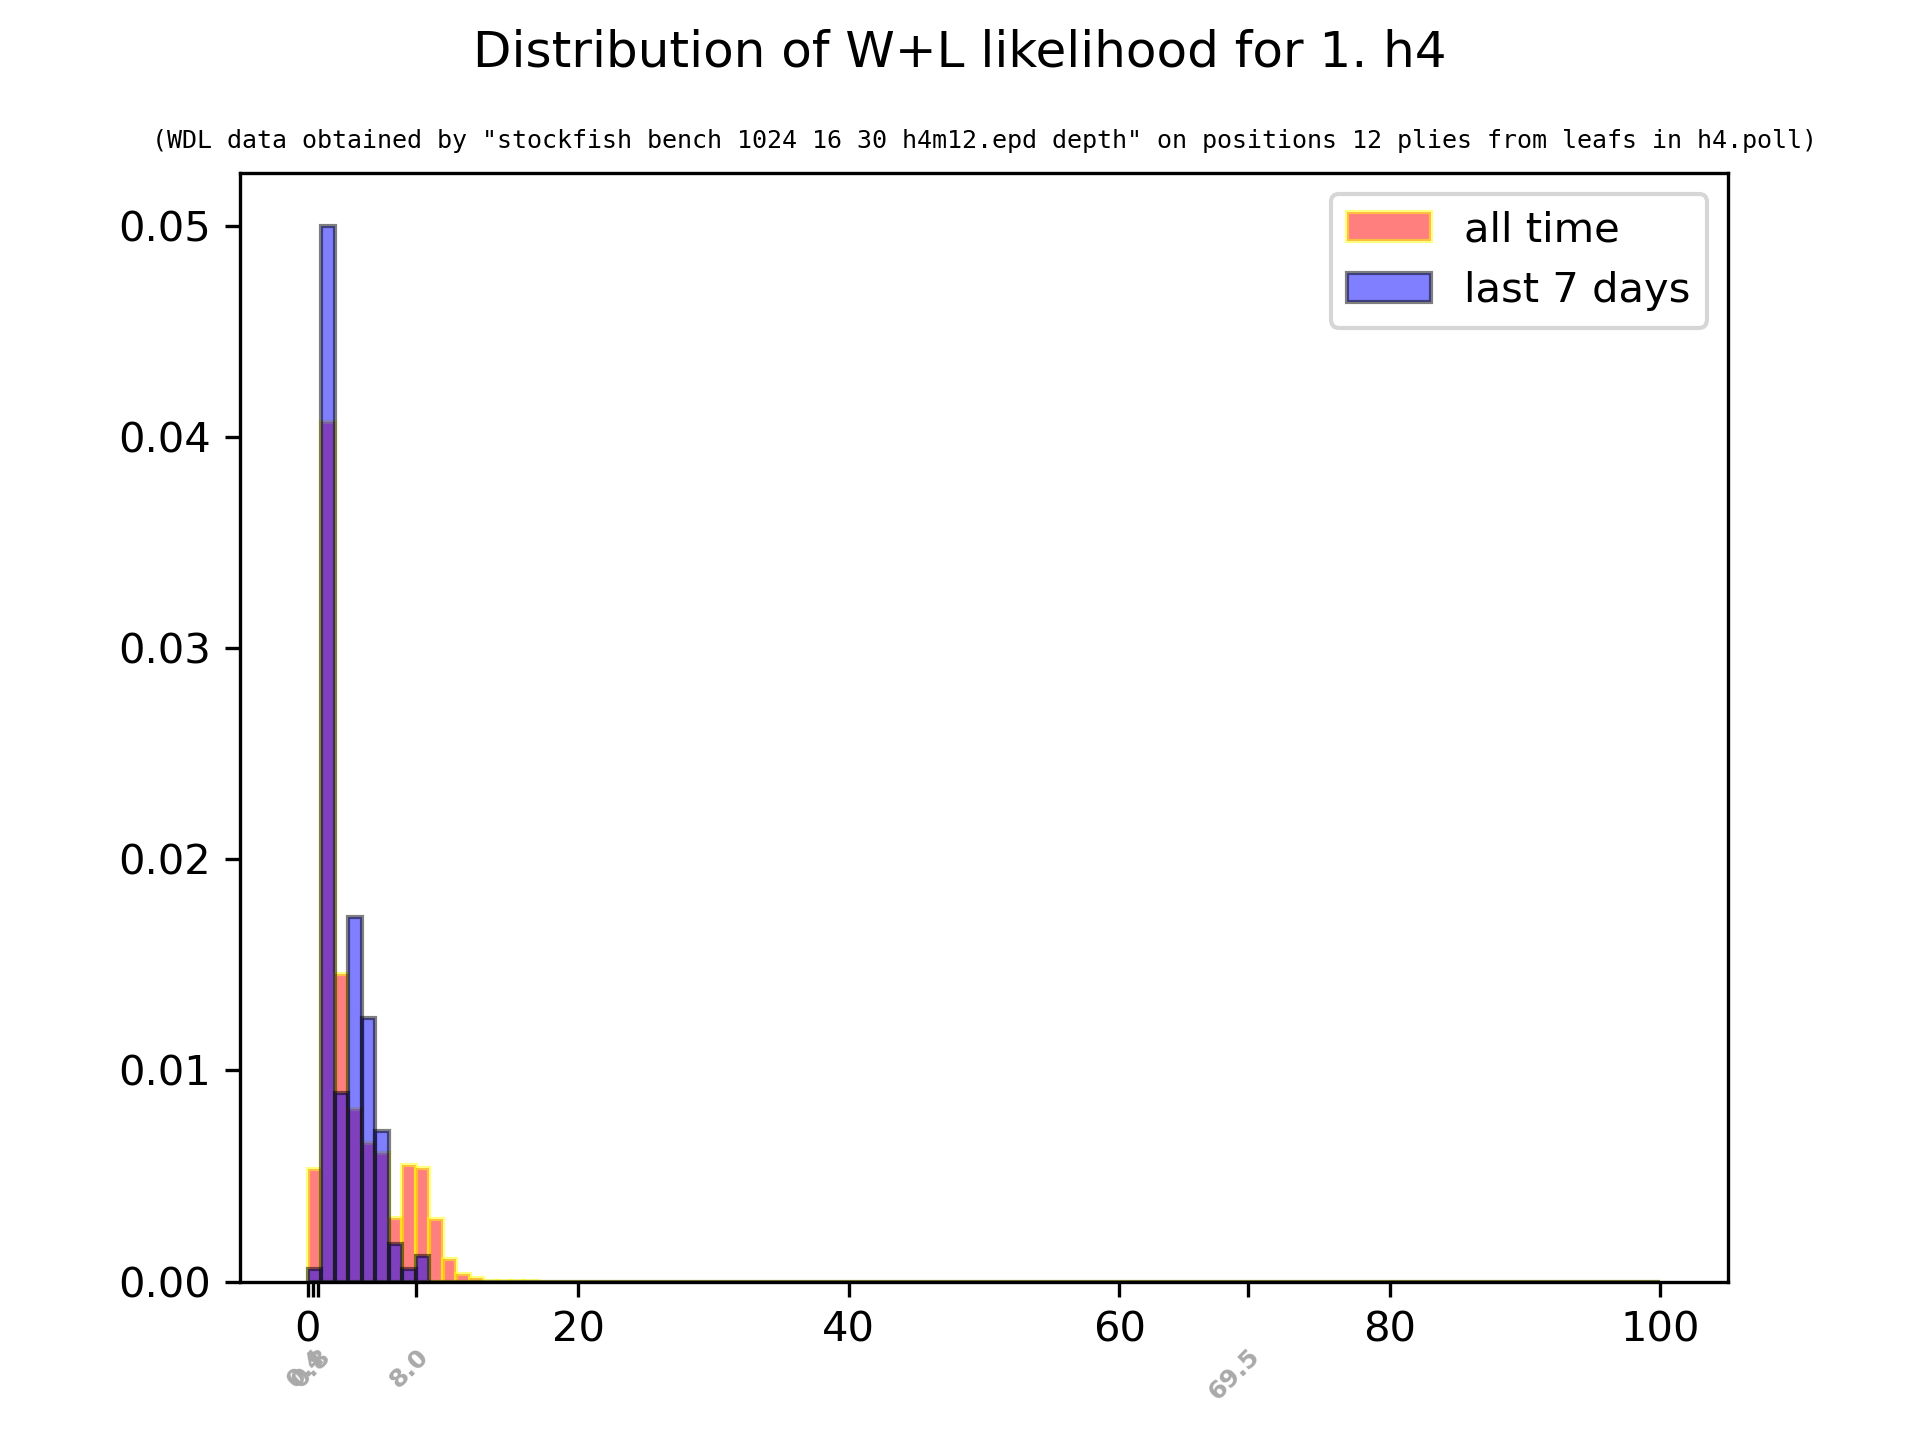 Distribution of W+L likelihood for 1. h4
(WDL data obtained by "stockfish bench 1024 16 30 h4m12.epd depth" on positions 12 plies from leafs in h4.poll)
all time
last 7 days
0.05
0.04
0.03
0.02
0.01
0.00
0 20 40 60 80 100
8.0 69.5